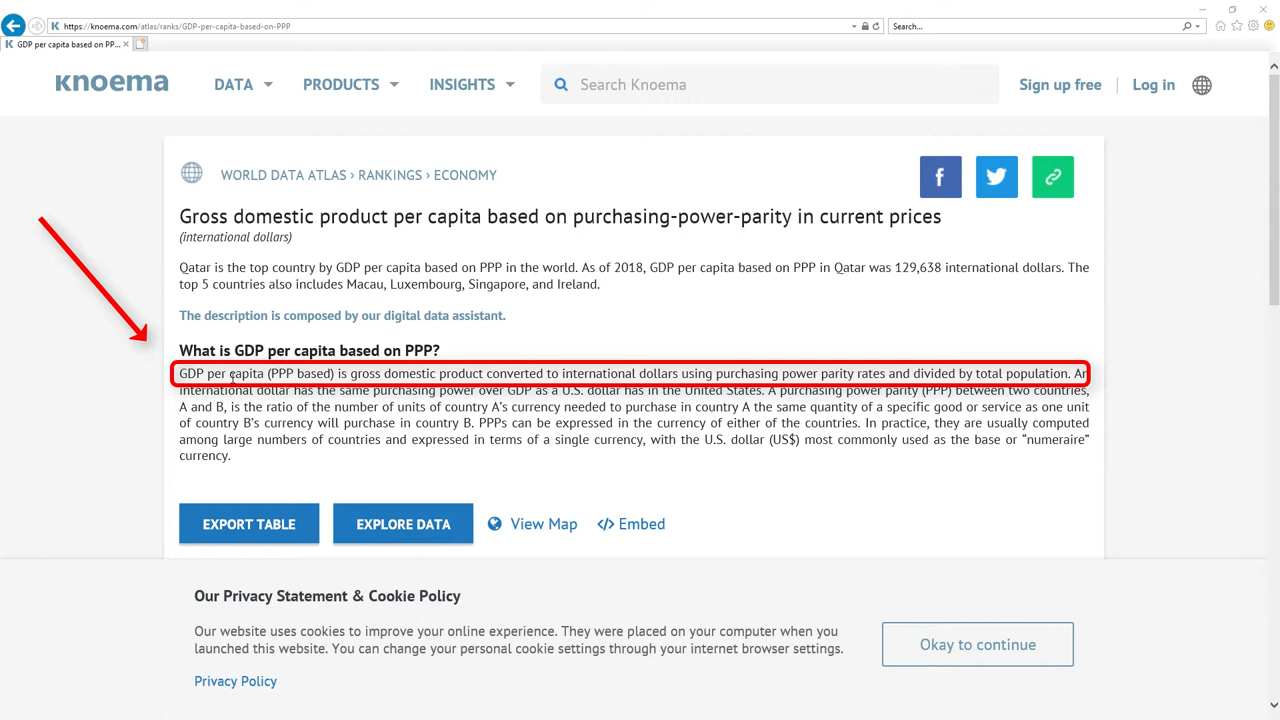 https://knoema.com/atlas/ranks/GDP-per-capita-based-on-PPP
Search...
K GDP per capita based on PP...
knoema
DATA
PRODUCTS
INSIGHTS
Search Knoema
Sign up free
Log in
WORLD DATA ATLAS › RANKINGS › ECONOMY
Gross domestic product per capita based on purchasing-power-parity in current prices
(international dollars)
Qatar is the top country by GDP per capita based on PPP in the world. As of 2018, GDP per capita based on PPP in Qatar was 129,638 international dollars. The
top 5 countries also includes Macau, Luxembourg, Singapore, and Ireland.
The description is composed by our digital data assistant.
What is GDP per capita based on PPP?
GDP per capita (PPP based) is gross domestic product converted to international dollars using purchasing power parity rates and divided by total population. An
international dollar has the same purchasing power over GDP as a U.S. dollar has in the United States. A purchasing power parity (PPP) between two countries,
A and B, is the ratio of the number of units of country A's currency needed to purchase in country A the same quantity of a specific good or service as one unit
of country B's currency will purchase in country B. PPPs can be expressed in the currency of either of the countries. In practice, they are usually computed
among large numbers of countries and expressed in terms of a single currency, with the U.S. dollar (US$) most commonly used as the base or “numeraire”
currency.
EXPORT TABLE
EXPLORE DATA
View Map
</> Embed
Our Privacy Statement & Cookie Policy
Our website uses cookies to improve your online experience. They were placed on your computer when you
launched this website. You can change your personal cookie settings through your internet browser settings.
Okay to continue
Privacy Policy